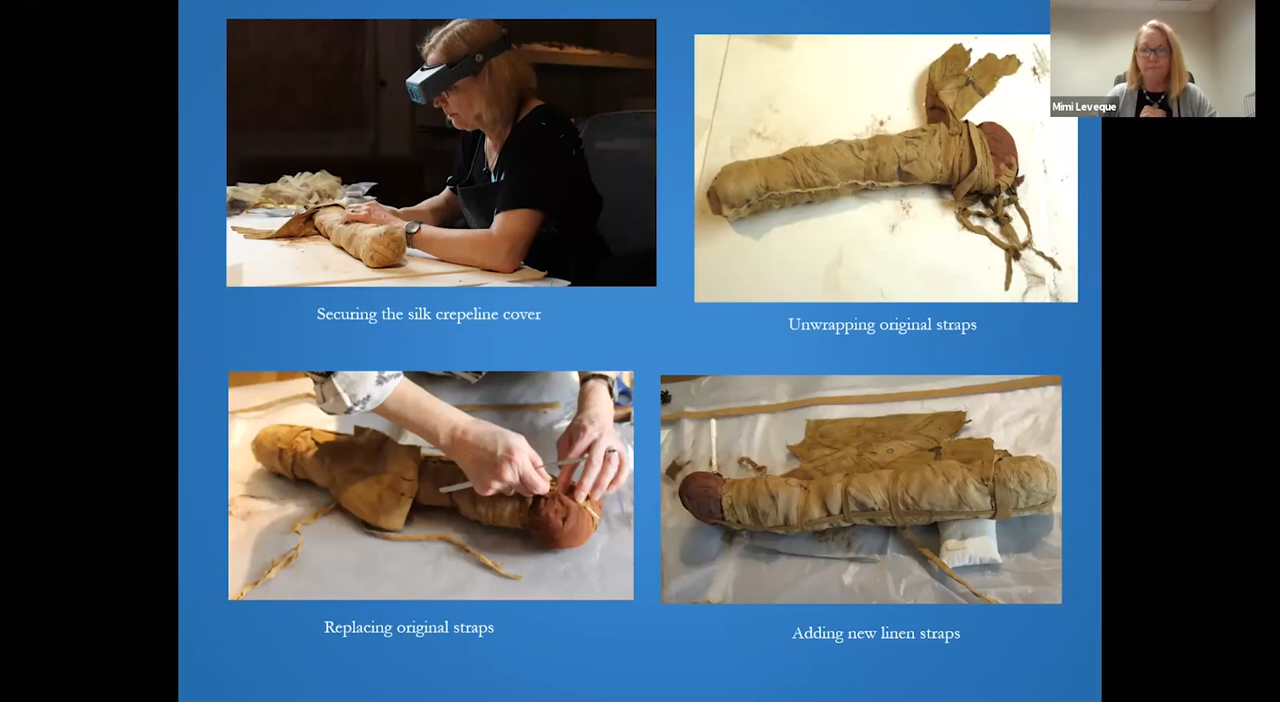 Mimi Leveque
Securing the silk crepeline cover
Unwrapping original straps
Replacing original straps
Adding new linen straps